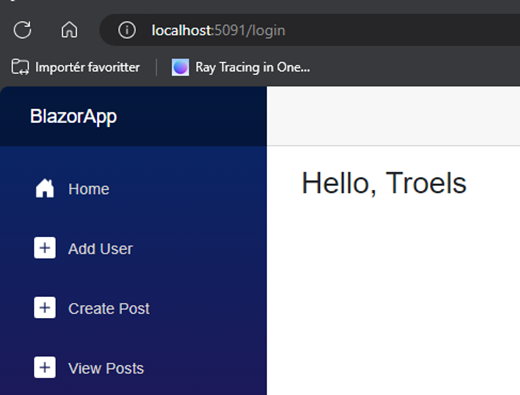 localhost:5091/login
Importér favoritter Ray Tracing in One...
BlazorApp
Hello, Troels
Home
Add User
Create Post
View Posts